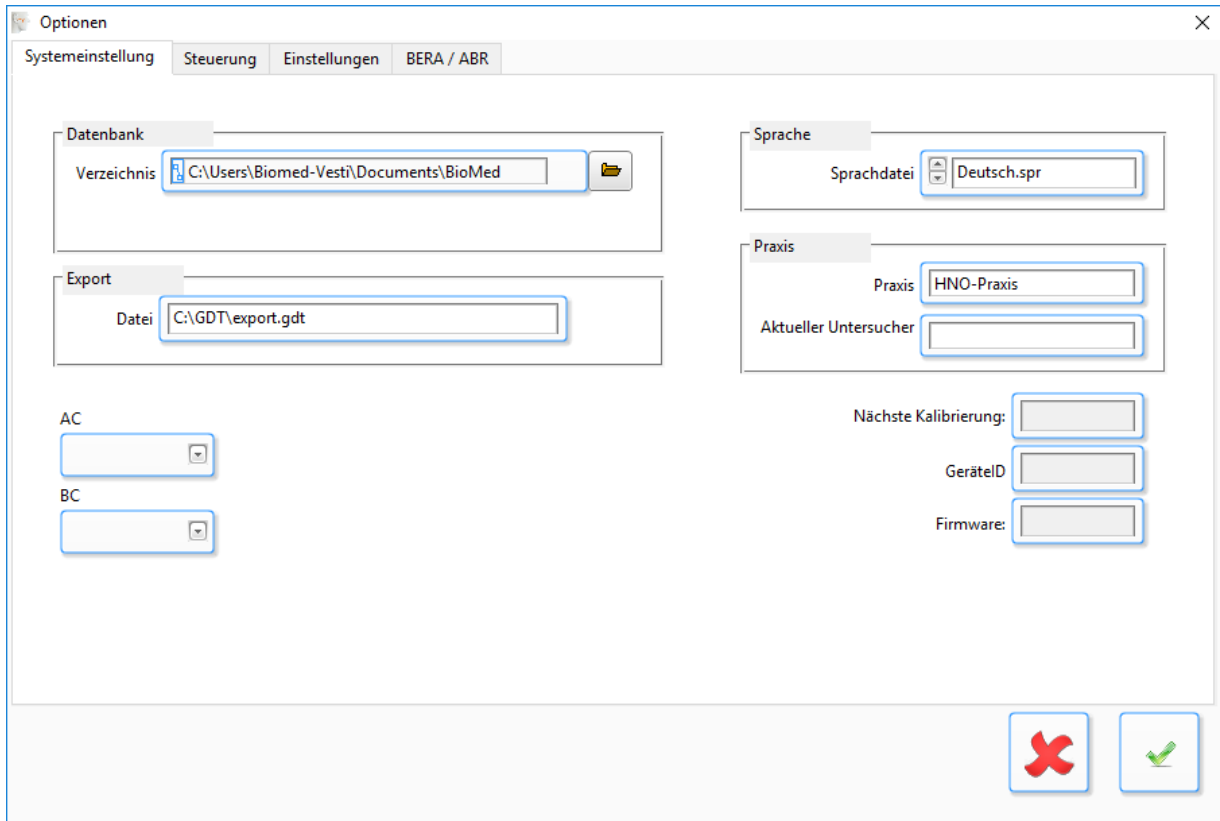 Optionen
Systemeinstellung
Steuerung
Einstellungen
BERA / ABR
Datenbank
Verzeichnis
C:\Users\Biomed-Vesti\Documents\BioMed
Export
Datei
C:\GDT\export.gdt
AC
BC
Sprache
Sprachdatei
Deutsch.spr
Praxis
Praxis
HNO-Praxis
Aktueller Untersucher
Nächste Kalibrierung:
GeräteID
Firmware: